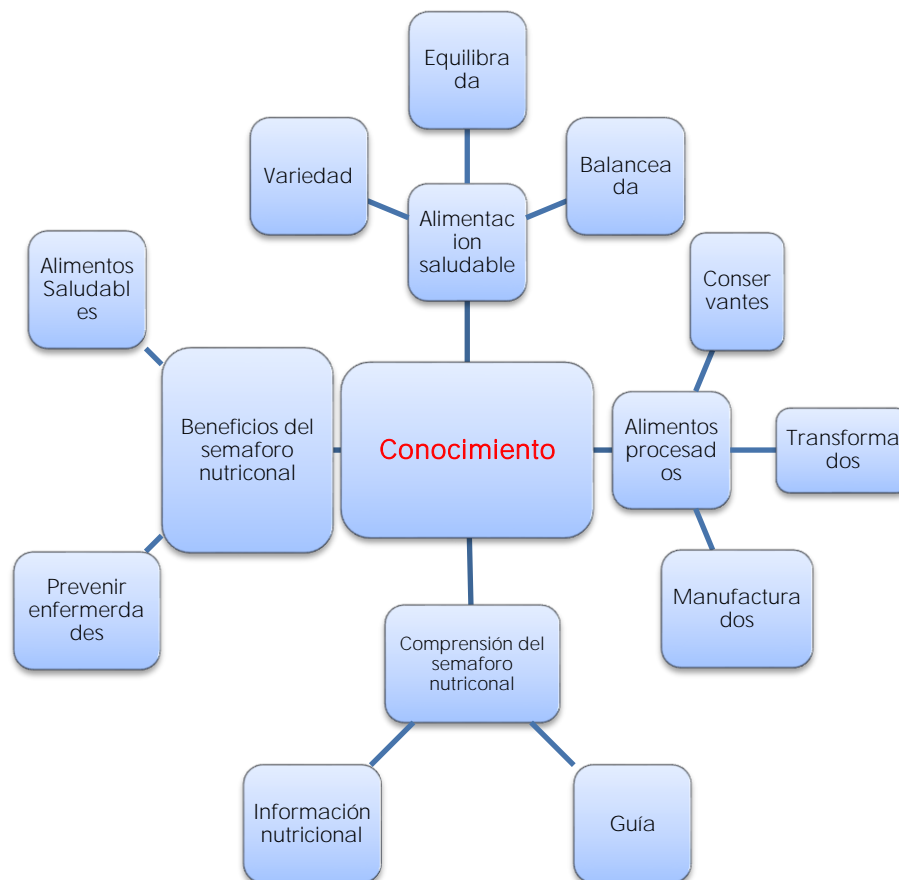 Equilibra
da
Variedad
Balancea
da
Alimentac
ion
saludable
Alimentos
Saludabl
es
Conser
vantes
Beneficios del
semaforo
nutriconal
Conocimiento
Alimentos
procesad
os
Transforma
dos
Prevenir
enfermerda
des
Manufactura
dos
Comprensión del
semaforo
nutriconal
Información
nutricional
Guía